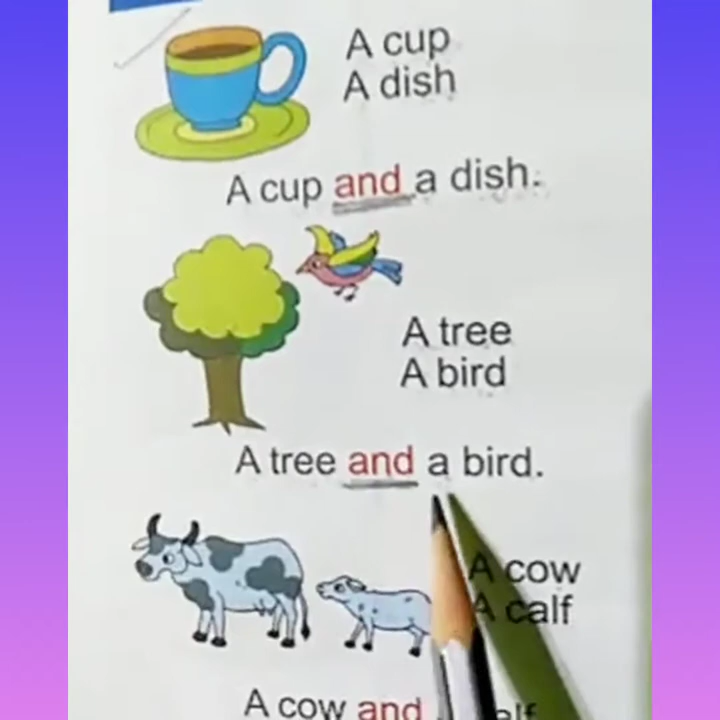 A cup
A dish
A cup and a dish.
A tree
A bird
A tree and a bird.
A cow
A calf
A cow and